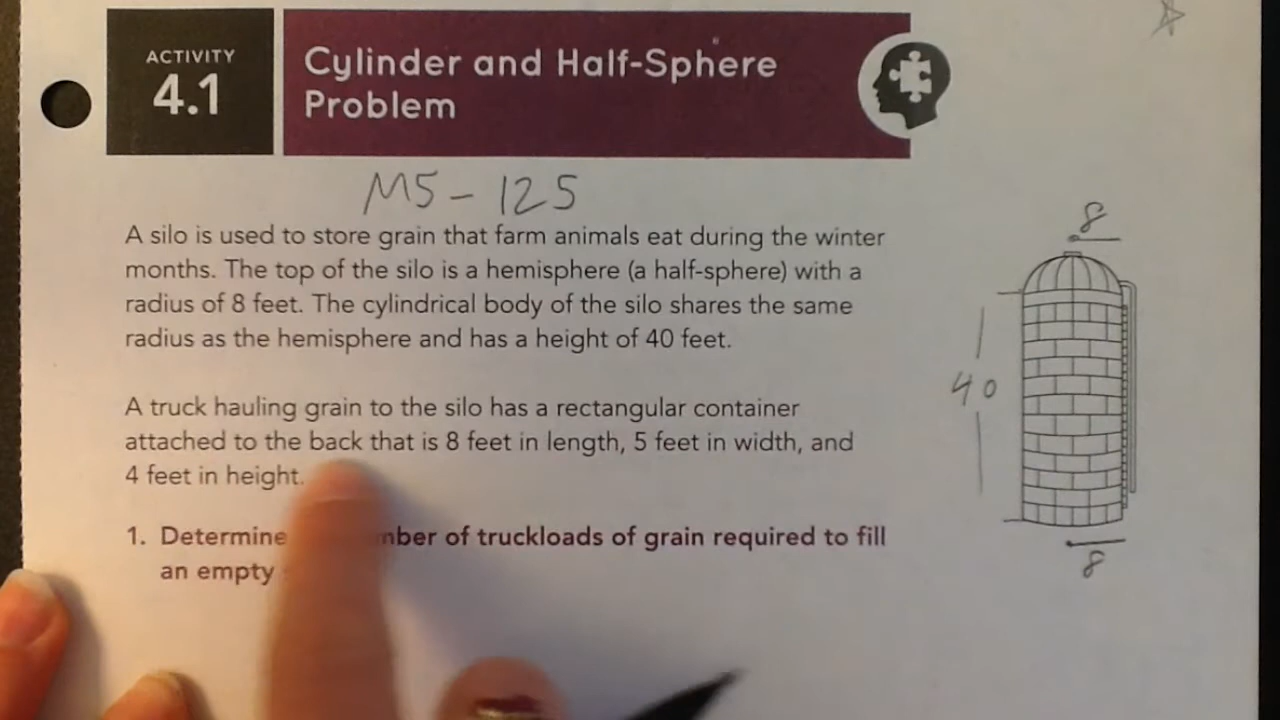 ACTIVITY
4.1
Cylinder and Half-Sphere
Problem
M5 - 125
A silo is used to store grain that farm animals eat during the winter
months. The top of the silo is a hemisphere (a half-sphere) with a
radius of 8 feet. The cylindrical body of the silo shares the same
radius as the hemisphere and has a height of 40 feet.
A truck hauling grain to the silo has a rectangular container
attached to the back that is 8 feet in length, 5 feet in width, and
4 feet in height.
1. Determine mber of truckloads of grain required to fill
an empty
8
40
8